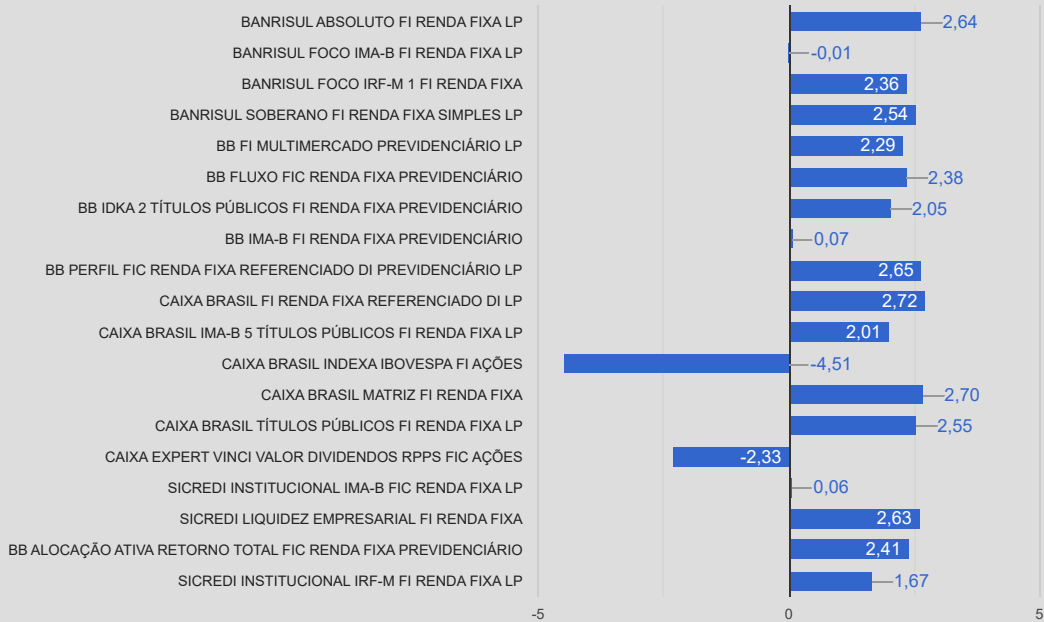 BANRISUL ABSOLUTO FI RENDA FIXA LP 2,64
BANRISUL FOCO IMA-B FI RENDA FIXA LP -0,01
BANRISUL FOCO IRF-M 1 FI RENDA FIXA 2,36
BANRISUL SOBERANO FI RENDA FIXA SIMPLES LP 2,54
BB FI MULTIMERCADO PREVIDENCIÁRIO LP 2,29
BB FLUXO FIC RENDA FIXA PREVIDENCIÁRIO 2,38
BB IDKA 2 TÍTULOS PÚBLICOS FI RENDA FIXA PREVIDENCIÁRIO 2,05
BB IMA-B FI RENDA FIXA PREVIDENCIÁRIO 0,07
BB PERFIL FIC RENDA FIXA REFERENCIADO DI PREVIDENCIÁRIO LP 2,65
CAIXA BRASIL FI RENDA FIXA REFERENCIADO DI LP 2,72
CAIXA BRASIL IMA-B 5 TÍTULOS PÚBLICOS FI RENDA FIXA LP 2,01
CAIXA BRASIL INDEXA IBOVESPA FI AÇÕES -4,51
CAIXA BRASIL MATRIZ FI RENDA FIXA 2,70
CAIXA BRASIL TÍTULOS PÚBLICOS FI RENDA FIXA LP 2,55
CAIXA EXPERT VINCI VALOR DIVIDENDOS RPPS FIC AÇÕES -2,33
SICREDI INSTITUCIONAL IMA-B FIC RENDA FIXA LP 0,06
SICREDI LIQUIDEZ EMPRESARIAL FI RENDA FIXA 2,63
BB ALOCAÇÃO ATIVA RETORNO TOTAL FIC RENDA FIXA PREVIDENCIÁRIO 2,41
SICREDI INSTITUCIONAL IRF-M FI RENDA FIXA LP 1,67
-5 0 5